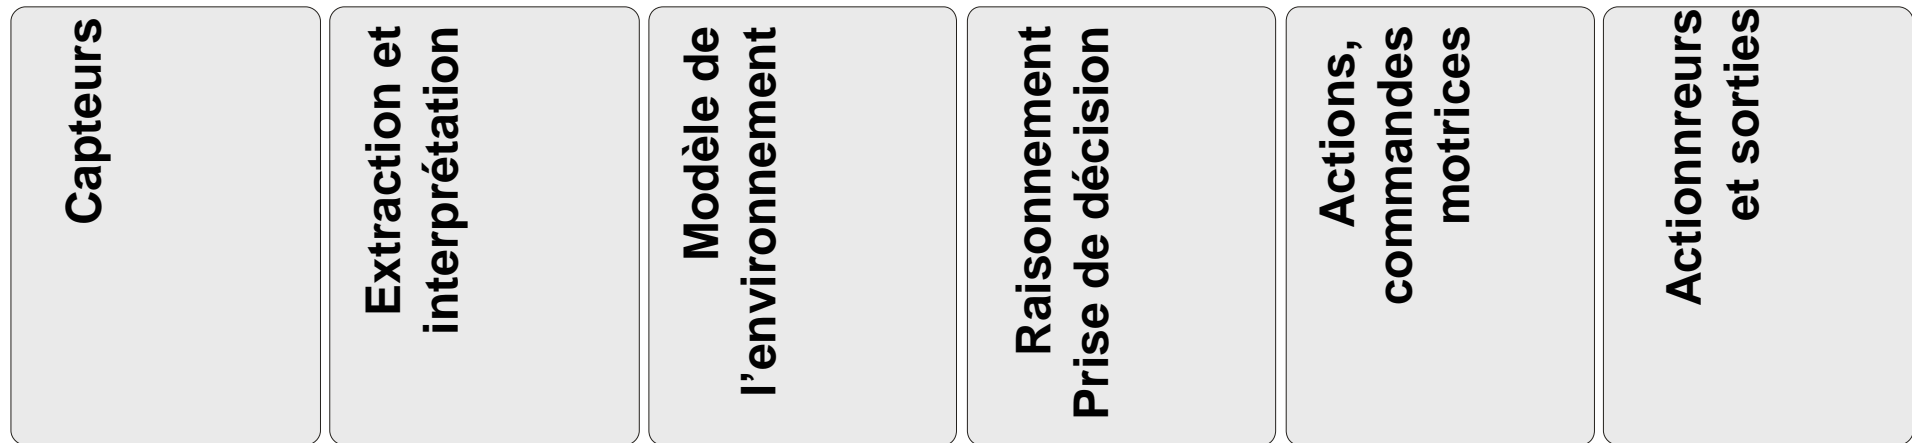 Capteurs
Extraction et
interprétation
Modèle de
l'environnement
Raisonnement
Prise de décision
Actions,
commandes
motrices
Actionnreurs
et sorties